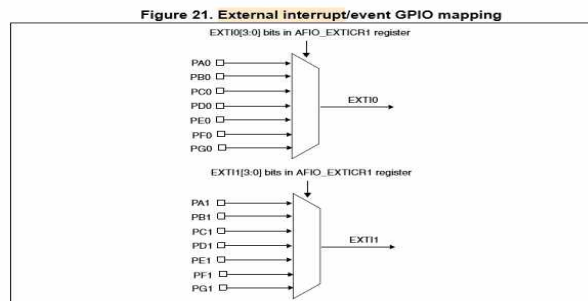 Figure 21. External interrupt/event GPIO mapping
EXTI0[3:0] bits in AFIO_EXTICR1 register
PA0
PB0
PC0
PD0
PE0
PF0
PG0
EXTI0
EXTI1[3:0] bits in AFIO_EXTICR1 register
PA1
PB1
PC1
PD1
PE1
PF1
PG1
EXTI1